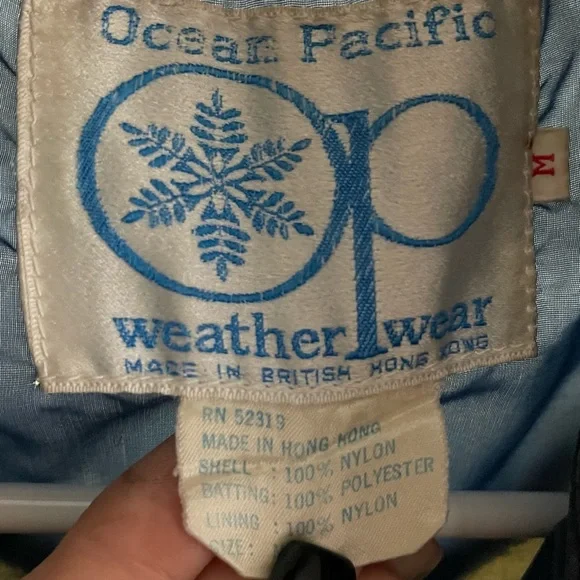 Ocean Pacific
op
weather wear
MADE IN BRITISH HONG KONG
M
RN 52319
MADE IN HONG KONG
SHELL : 100% NYLON
BATTING: 100% POLYESTER
LINING : 100% NYLON
SIZE: